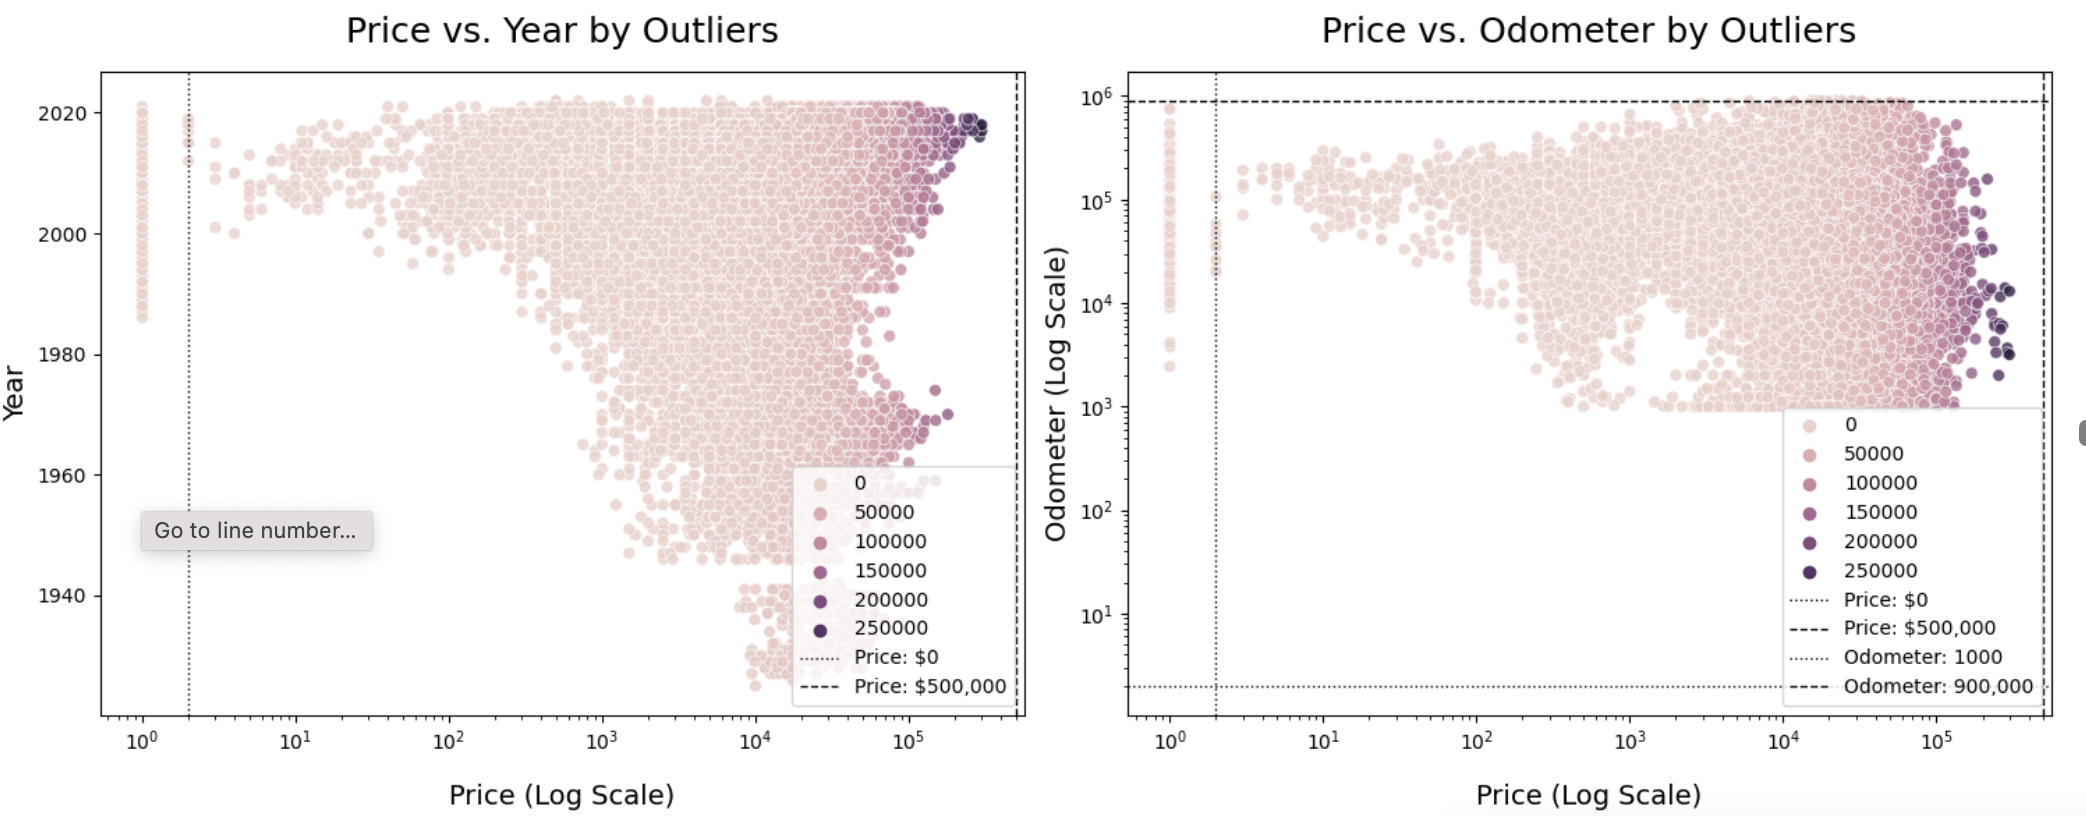 Price vs. Year by Outliers
Year
2020
2000
1980
1960
1940
Go to line number...
0
50000
100000
150000
200000
250000
Price: $0
Price: $500,000
10⁰
10¹
10²
10³
10⁴
10⁵
Price (Log Scale)
Price vs. Odometer by Outliers
Odometer (Log Scale)
10⁶
10⁵
10⁴
10³
10²
10¹
0
50000
100000
150000
200000
250000
Price: $0
Price: $500,000
Odometer: 1000
Odometer: 900,000
10⁰
10¹
10²
10³
10⁴
10⁵
Price (Log Scale)